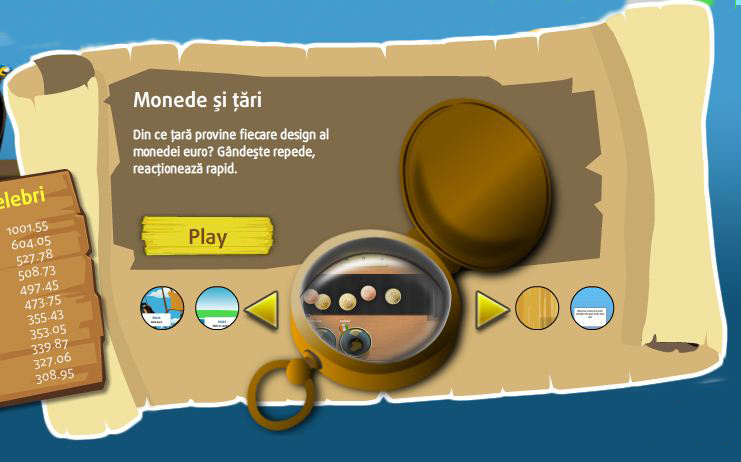 Monede și țări
Din ce țară provine fiecare design al
monedei euro? Gândește repede,
reacționează rapid.
Play
elebri
1001.55
604.05
527.78
508.73
497.45
473.75
355.43
353.05
339.87
327.06
308.95